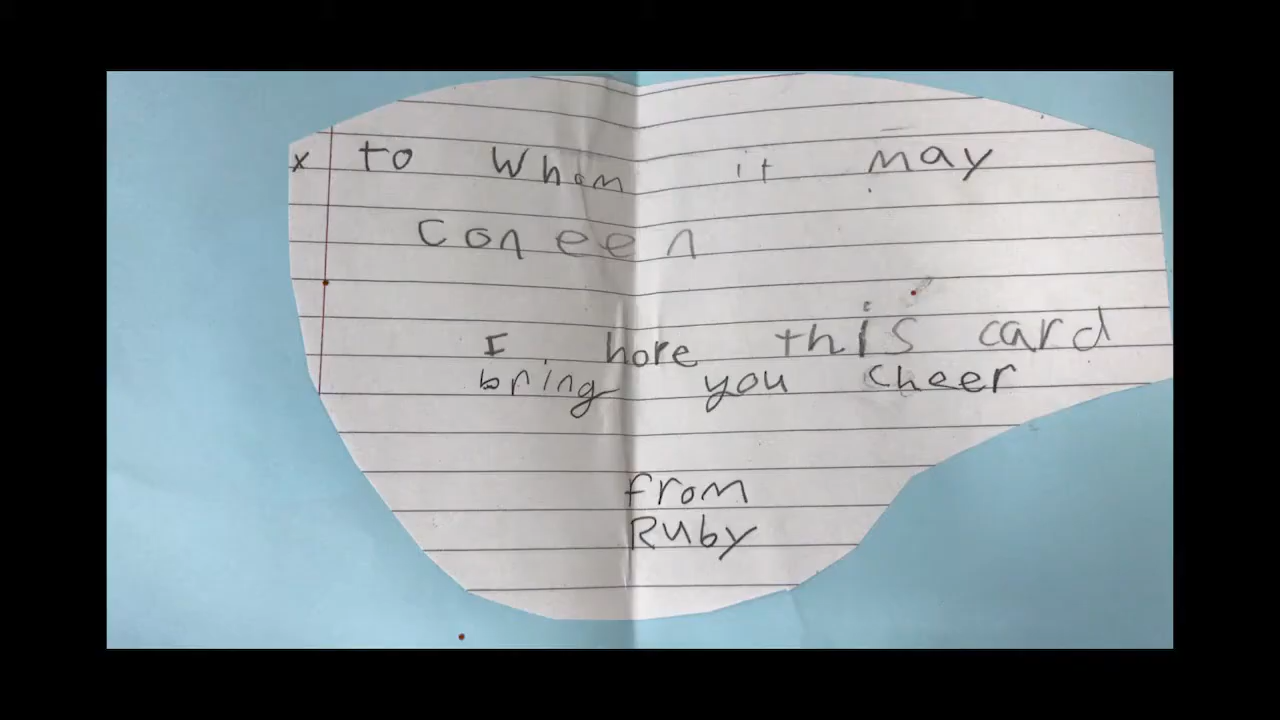 x to Whom it may
coneen
I hore this card
bring you cheer
from
Ruby